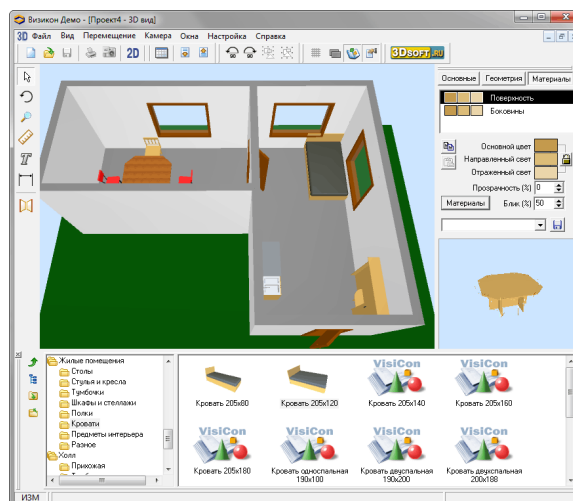 Визикон Демо - [Проект4 - 3D вид]
3D Файл Вид Перемещение Камера Окна Настройка Справка
2D 90 90 3DSOFT.RU
Основные Геометрия Материалы
Поверхность
Боковины
Основной цвет
Направленный свет
Отраженный свет
Прозрачность (%) 0
Материалы Блик (%) 50
Жилые помещения
Столы
Стулья и кресла
Тумбочки
Шкафы и стеллажи
Полки
Кровати
Предметы интерьера
Разное
Холл
Прихожая
VisiCon VisiCon
Кровать 205x80 Кровать 205x120 Кровать 205x140 Кровать 205x160
VisiCon VisiCon VisiCon VisiCon
Кровать 205x180 Кровать односпальная 190x100 Кровать двуспальная 190x200 Кровать двухспальная 200x188
ИЗМ